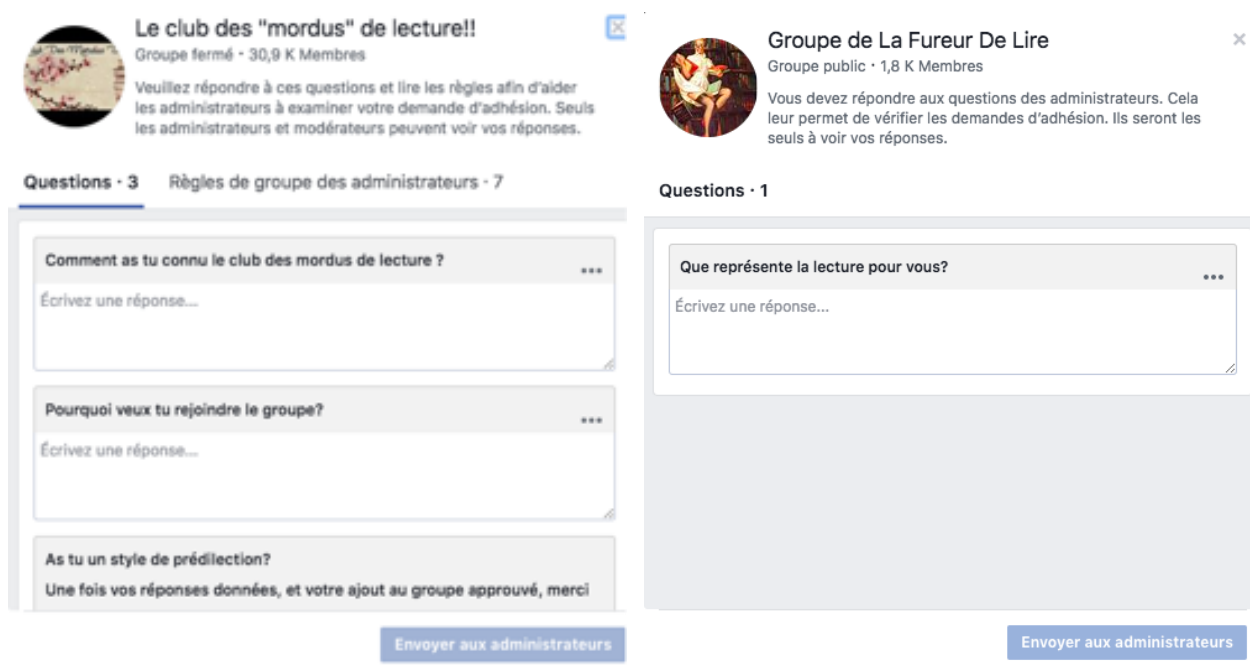 Le club des "mordus" de lecture!!
Groupe fermé · 30,9 K Membres
Veuillez répondre à ces questions et lire les règles afin d'aider
les administrateurs à examiner votre demande d'adhésion. Seuls
les administrateurs et modérateurs peuvent voir vos réponses.
Questions · 3
Règles de groupe des administrateurs · 7
Comment as tu connu le club des mordus de lecture ?
Écrivez une réponse...
Pourquoi veux tu rejoindre le groupe?
Écrivez une réponse...
As tu un style de prédilection?
Une fois vos réponses données, et votre ajout au groupe approuvé, merci
Envoyer aux administrateurs
Groupe de La Fureur De Lire
Groupe public · 1,8 K Membres
Vous devez répondre aux questions des administrateurs. Cela
leur permet de vérifier les demandes d'adhésion. Ils seront les
seuls à voir vos réponses.
Questions · 1
Que représente la lecture pour vous?
Écrivez une réponse...
Envoyer aux administrateurs